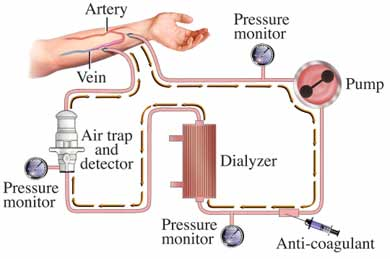 Artery
Pressure
monitor
Vein
Pump
Air trap
and
detector
Dialyzer
Pressure
monitor
Pressure
monitor
Anti-coagulant